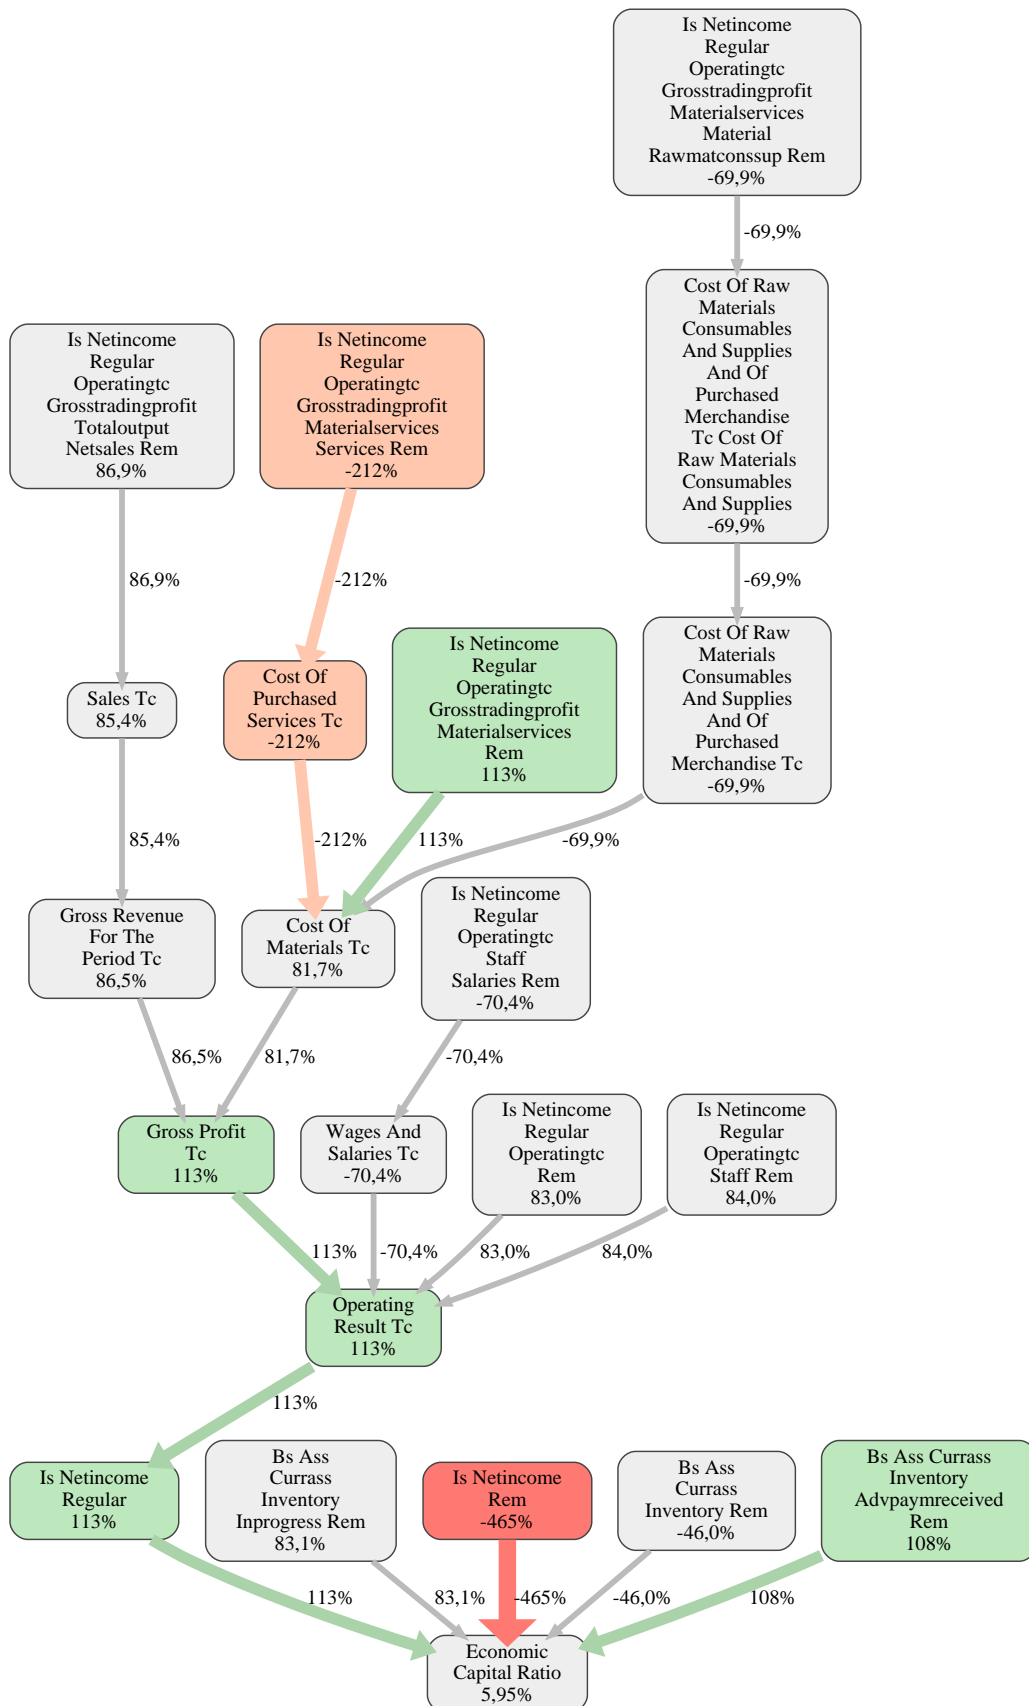 Is Netincome
Regular
Operatingtc
Grosstradingprofit
Materialservices
Material
Rawmatconssup Rem
-69,9%
-69,9%
Cost Of Raw
Materials
Consumables
And Supplies
And Of
Purchased
Merchandise
Tc Cost Of
Raw Materials
Consumables
And Supplies
-69,9%
Is Netincome
Regular
Operatingtc
Grosstradingprofit
Totaloutput
Netsales Rem
86,9%
Is Netincome
Regular
Operatingtc
Grosstradingprofit
Materialservices
Services Rem
-212%
86,9%
-212%
-69,9%
Sales Tc
85,4%
Cost Of
Purchased
Services Tc
-212%
Is Netincome
Regular
Operatingtc
Grosstradingprofit
Materialservices
Rem
113%
Cost Of Raw
Materials
Consumables
And Supplies
And Of
Purchased
Merchandise Tc
-69,9%
85,4%
-212%
113%
-69,9%
Gross Revenue
For The
Period Tc
86,5%
Cost Of
Materials Tc
81,7%
Is Netincome
Regular
Operatingtc
Staff
Salaries Rem
-70,4%
86,5%
81,7%
-70,4%
Gross Profit
Tc
113%
Wages And
Salaries Tc
-70,4%
Is Netincome
Regular
Operatingtc
Rem
83,0%
Is Netincome
Regular
Operatingtc
Staff Rem
84,0%
113%
-70,4%
83,0%
84,0%
Operating
Result Tc
113%
113%
Is Netincome
Regular
113%
Bs Ass
Currass
Inventory
Inprogress Rem
83,1%
Is Netincome
Rem
-465%
Bs Ass
Currass
Inventory Rem
-46,0%
Bs Ass Currass
Inventory
Advpaymreceived
Rem
108%
113%
83,1%
-465%
-46,0%
108%
Economic
Capital Ratio
5,95%